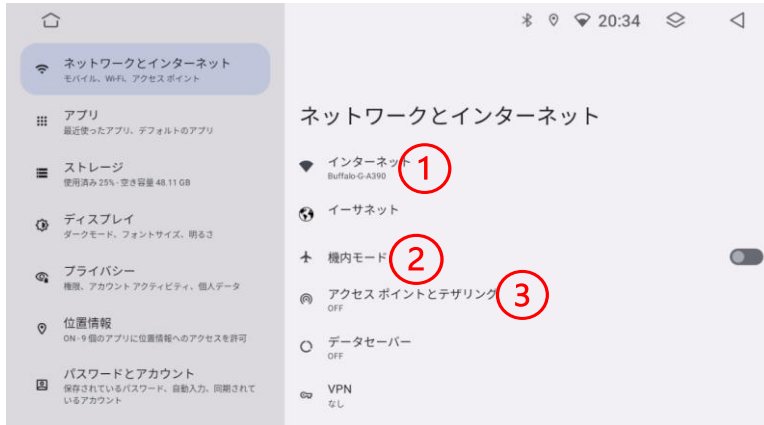 20:34
ネットワークとインターネット
モバイル、Wi-Fi、アクセス ポイント
アプリ
最近使ったアプリ、デフォルトのアプリ
ストレージ
使用済み 25% - 空き容量 48.11 GB
ディスプレイ
ダークモード、フォントサイズ、明るさ
プライバシー
権限、アカウント アクティビティ、個人データ
位置情報
ON - 9 個のアプリに位置情報へのアクセスを許可
パスワードとアカウント
保存されているパスワード、自動入力、同期されて
いるアカウント
ネットワークとインターネット
インターネット ①
Buffalo-G-A390
イーサネット
機内モード ②
アクセス ポイントとテザリング ③
OFF
データセーバー
OFF
VPN
なし